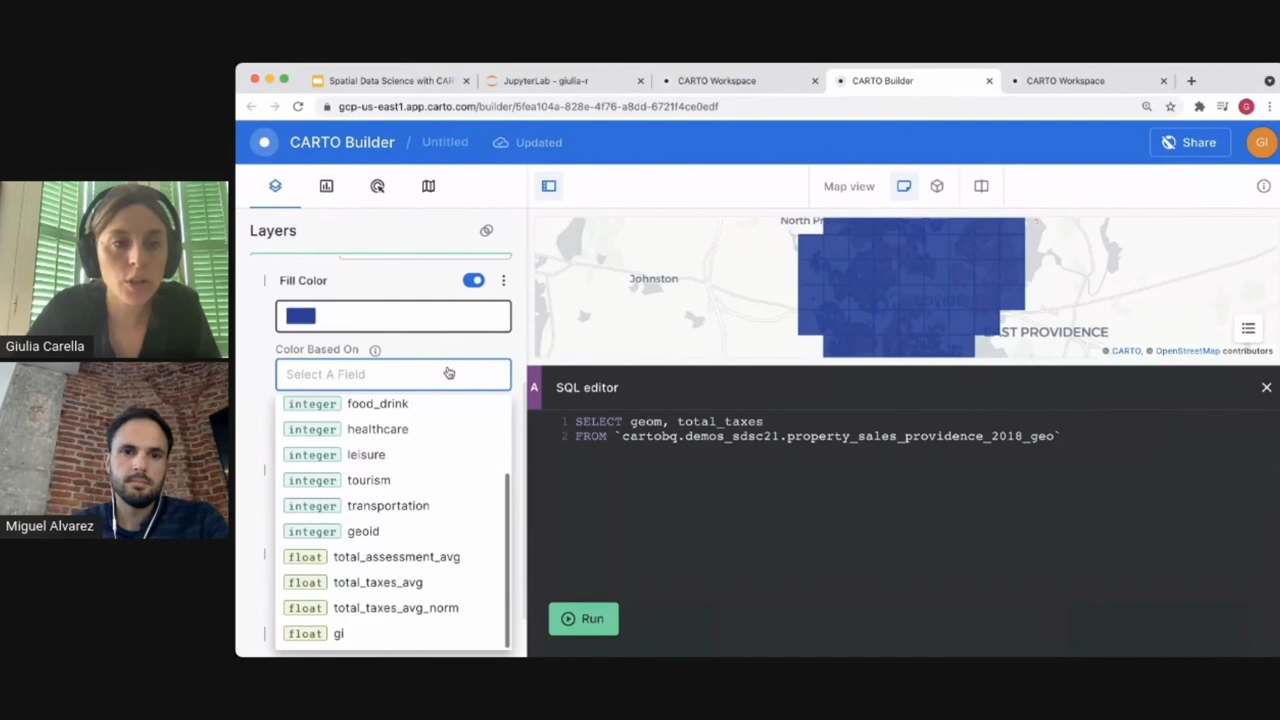 Spatial Data Science with CAR
JupyterLab - giulia-r
CARTO Workspace
CARTO Builder
CARTO Workspace
gcp-us-east1.app.carto.com/builder/5fea104a-828e-4f76-a8dd-6721f4ce0edf
G
CARTO Builder / Untitled Updated
Share
GI
Map view
Layers
Fill Color
Color Based On
Select A Field
integer food_drink
integer healthcare
integer leisure
integer tourism
integer transportation
integer geoid
float total_assessment_avg
float total_taxes_avg
float total_taxes_avg_norm
float gi
North Pr
Johnston
EAST PROVIDENCE
© CARTO, © OpenStreetMap contributors
A
SQL editor
1 SELECT geom, total_taxes
2 FROM `cartobq.demos_sdsc21.property_sales_providence_2018_geo`
Run
Giulia Carella
Miguel Alvarez